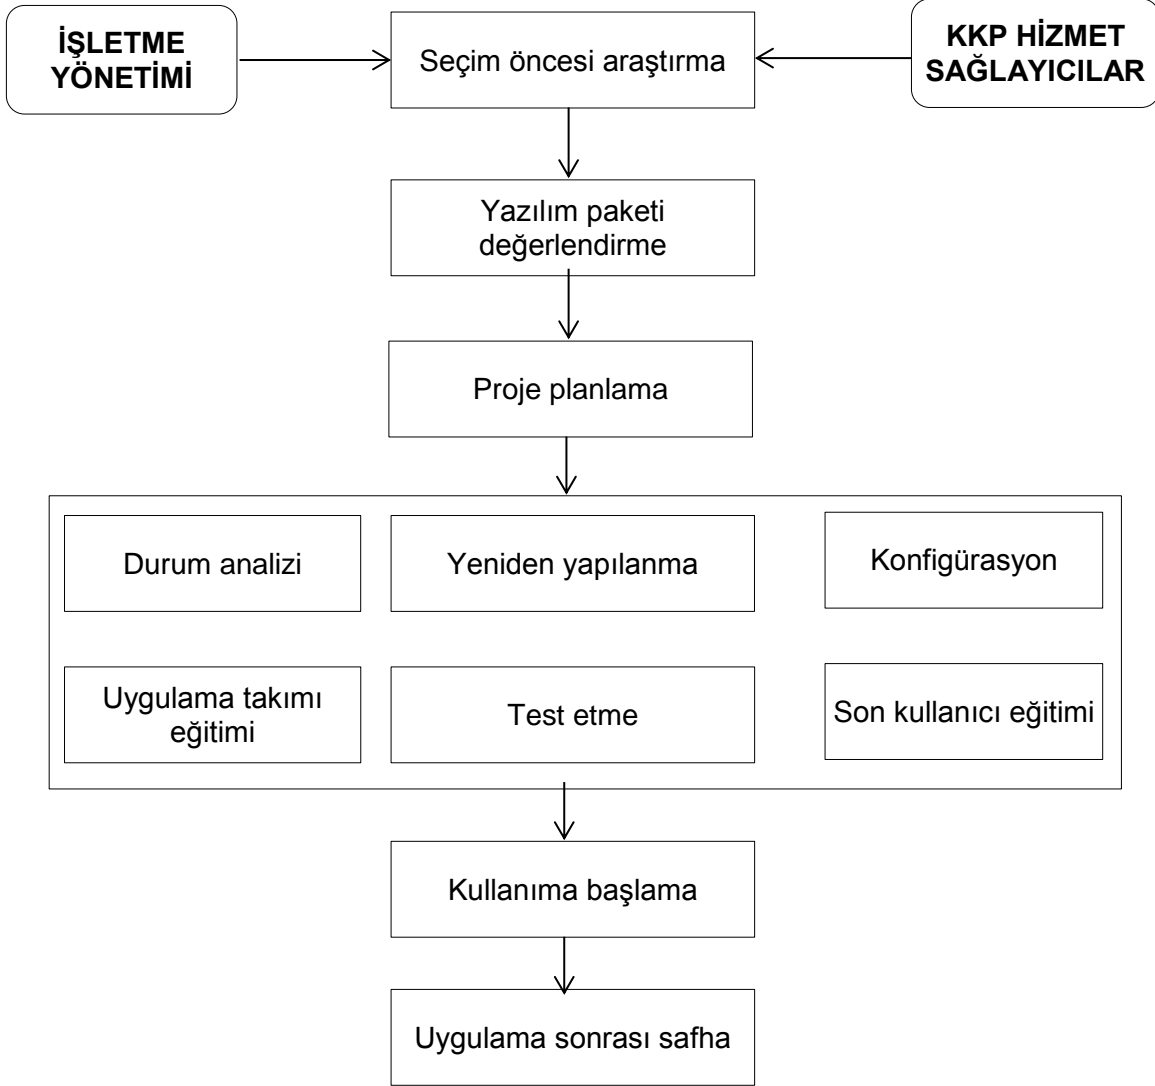 İŞLETME
YÖNETİMİ
Seçim öncesi araştırma
KKP HİZMET
SAĞLAYICILAR
Yazılım paketi
değerlendirme
Proje planlama
Durum analizi
Yeniden yapılanma
Konfigürasyon
Uygulama takımı
eğitimi
Test etme
Son kullanıcı eğitimi
Kullanıma başlama
Uygulama sonrası safha